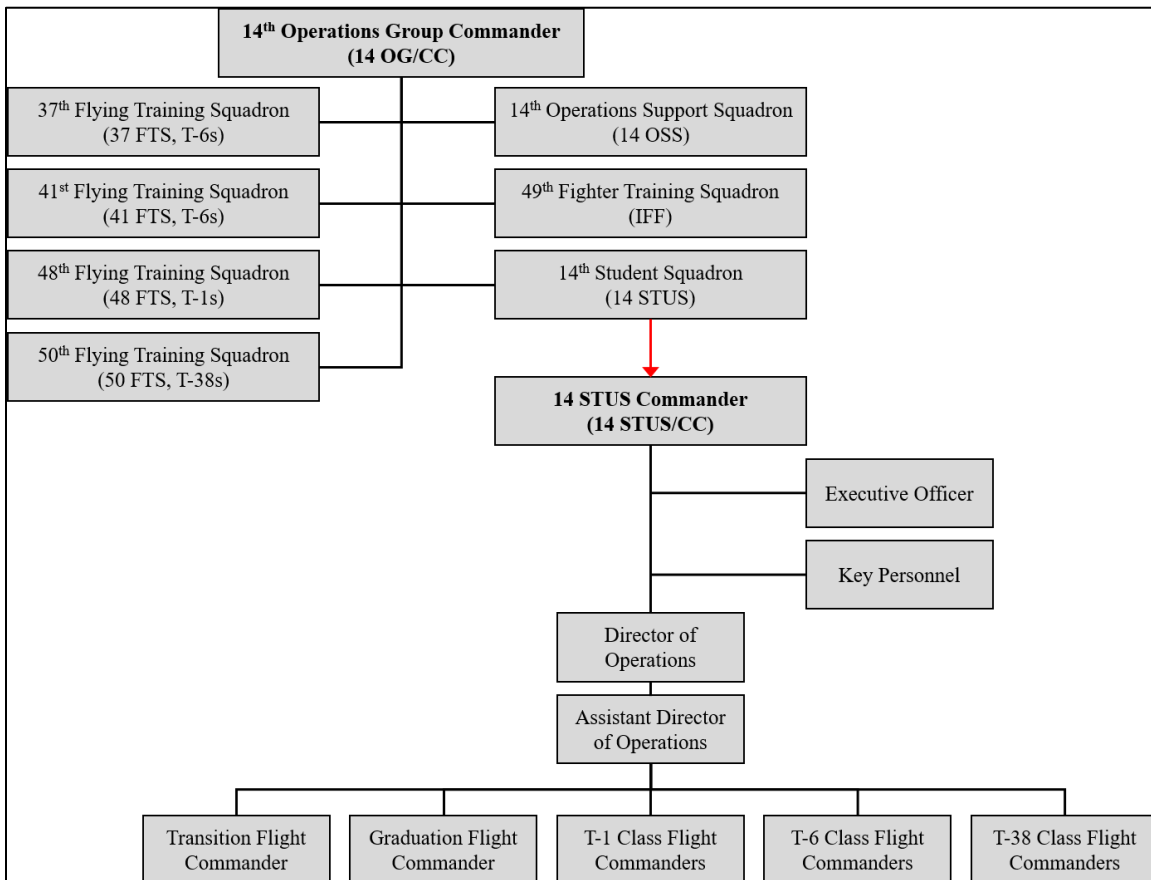 14th Operations Group Commander
(14 OG/CC)
37th Flying Training Squadron
(37 FTS, T-6s)
14th Operations Support Squadron
(14 OSS)
41st Flying Training Squadron
(41 FTS, T-6s)
49th Fighter Training Squadron
(IFF)
48th Flying Training Squadron
(48 FTS, T-1s)
14th Student Squadron
(14 STUS)
50th Flying Training Squadron
(50 FTS, T-38s)
14 STUS Commander
(14 STUS/CC)
Executive Officer
Key Personnel
Director of
Operations
Assistant Director
of Operations
Transition Flight
Commander
Graduation Flight
Commander
T-1 Class Flight
Commanders
T-6 Class Flight
Commanders
T-38 Class Flight
Commanders